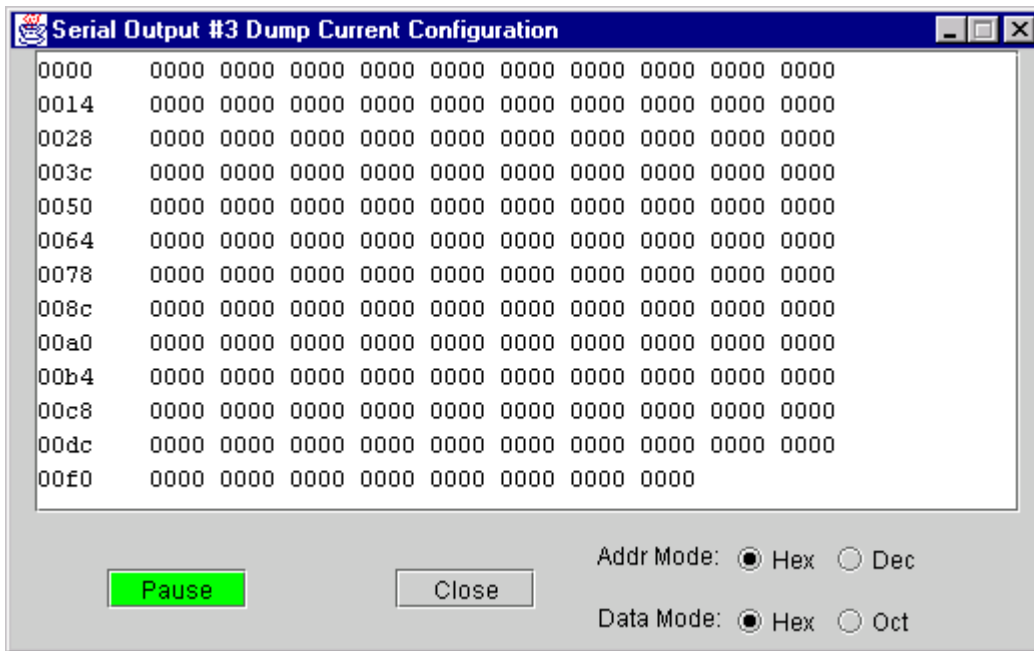 Serial Output #3 Dump Current Configuration
0000 0000 0000 0000 0000 0000 0000 0000 0000 0000 0000
0014 0000 0000 0000 0000 0000 0000 0000 0000 0000 0000
0028 0000 0000 0000 0000 0000 0000 0000 0000 0000 0000
003c 0000 0000 0000 0000 0000 0000 0000 0000 0000 0000
0050 0000 0000 0000 0000 0000 0000 0000 0000 0000 0000
0064 0000 0000 0000 0000 0000 0000 0000 0000 0000 0000
0078 0000 0000 0000 0000 0000 0000 0000 0000 0000 0000
008c 0000 0000 0000 0000 0000 0000 0000 0000 0000 0000
00a0 0000 0000 0000 0000 0000 0000 0000 0000 0000 0000
00b4 0000 0000 0000 0000 0000 0000 0000 0000 0000 0000
00c8 0000 0000 0000 0000 0000 0000 0000 0000 0000 0000
00dc 0000 0000 0000 0000 0000 0000 0000 0000 0000 0000
00f0 0000 0000 0000 0000 0000 0000 0000 0000
Addr Mode: Hex Dec
Pause Close
Data Mode: Hex Oct